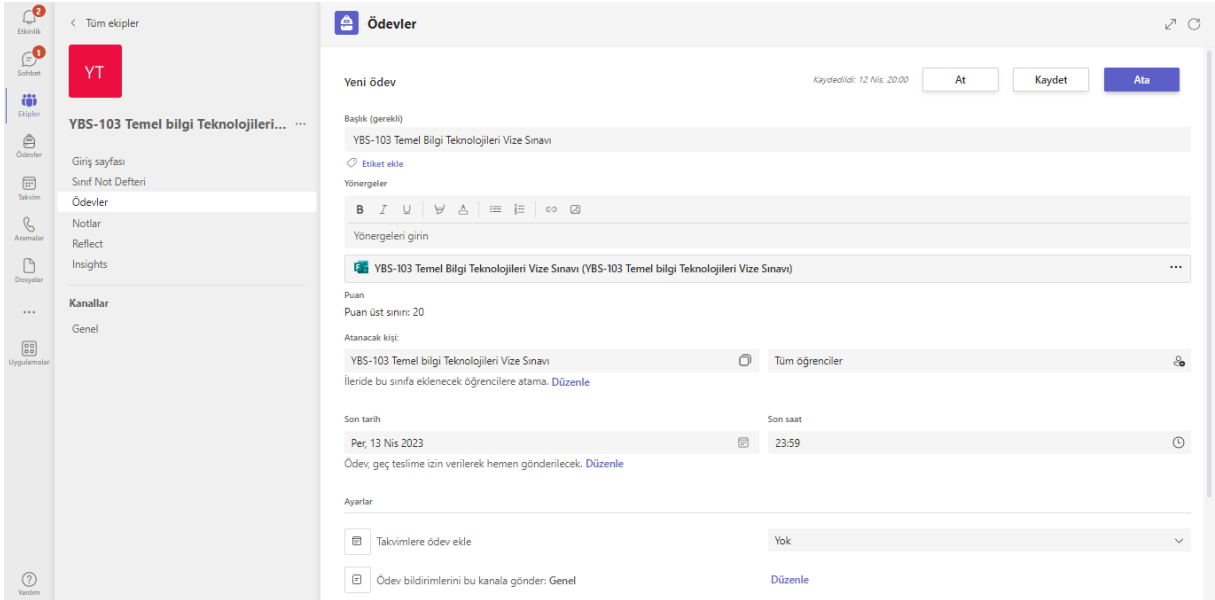 2
Etkinlik
1
Sohbet
Ekipler
Ödevler
Takvim
Aramalar
Dosyalar
Uygulamalar
Yardım
Tüm ekipler
YT
YBS-103 Temel bilgi Teknolojileri...
Giriş sayfası
Sınıf Not Defteri
Ödevler
Notlar
Reflect
Insights
Kanallar
Genel
Ödevler
Yeni ödev
Kaydedildi: 12 Nis, 20:00
At
Kaydet
Ata
Başlık (gerekli)
YBS-103 Temel Bilgi Teknolojileri Vize Sınavı
Etiket ekle
Yönergeler
B I U
Yönergeleri girin
YBS-103 Temel Bilgi Teknolojileri Vize Sınavı (YBS-103 Temel bilgi Teknolojileri Vize Sınavı)
Puan
Puan üst sınırı: 20
Atanacak kişi:
YBS-103 Temel bilgi Teknolojileri Vize Sınavı
Tüm öğrenciler
İleride bu sınıfa eklenecek öğrencilere atama. Düzenle
Son tarih
Son saat
Per, 13 Nis 2023
23:59
Ödev, geç teslime izin verilerek hemen gönderilecek. Düzenle
Ayarlar
Takvimlere ödev ekle
Yok
Ödev bildirimlerini bu kanala gönder: Genel
Düzenle